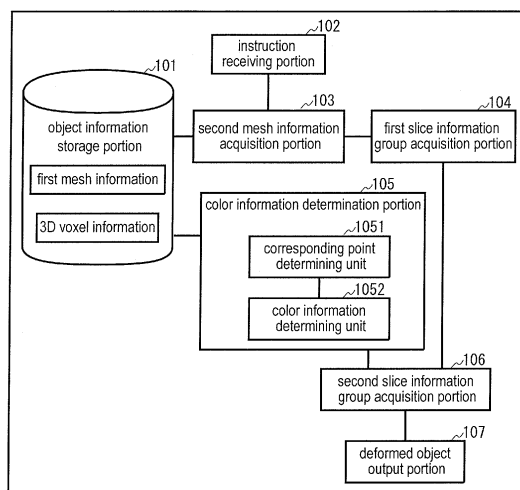 102
instruction
receiving portion
101
103
104
object information
storage portion
second mesh information
acquisition portion
first slice information
group acquisition portion
first mesh information
3D voxel information
105
color information determination portion
1051
corresponding point
determining unit
1052
color information
determining unit
106
second slice information
group acquisition portion
107
deformed object
output portion